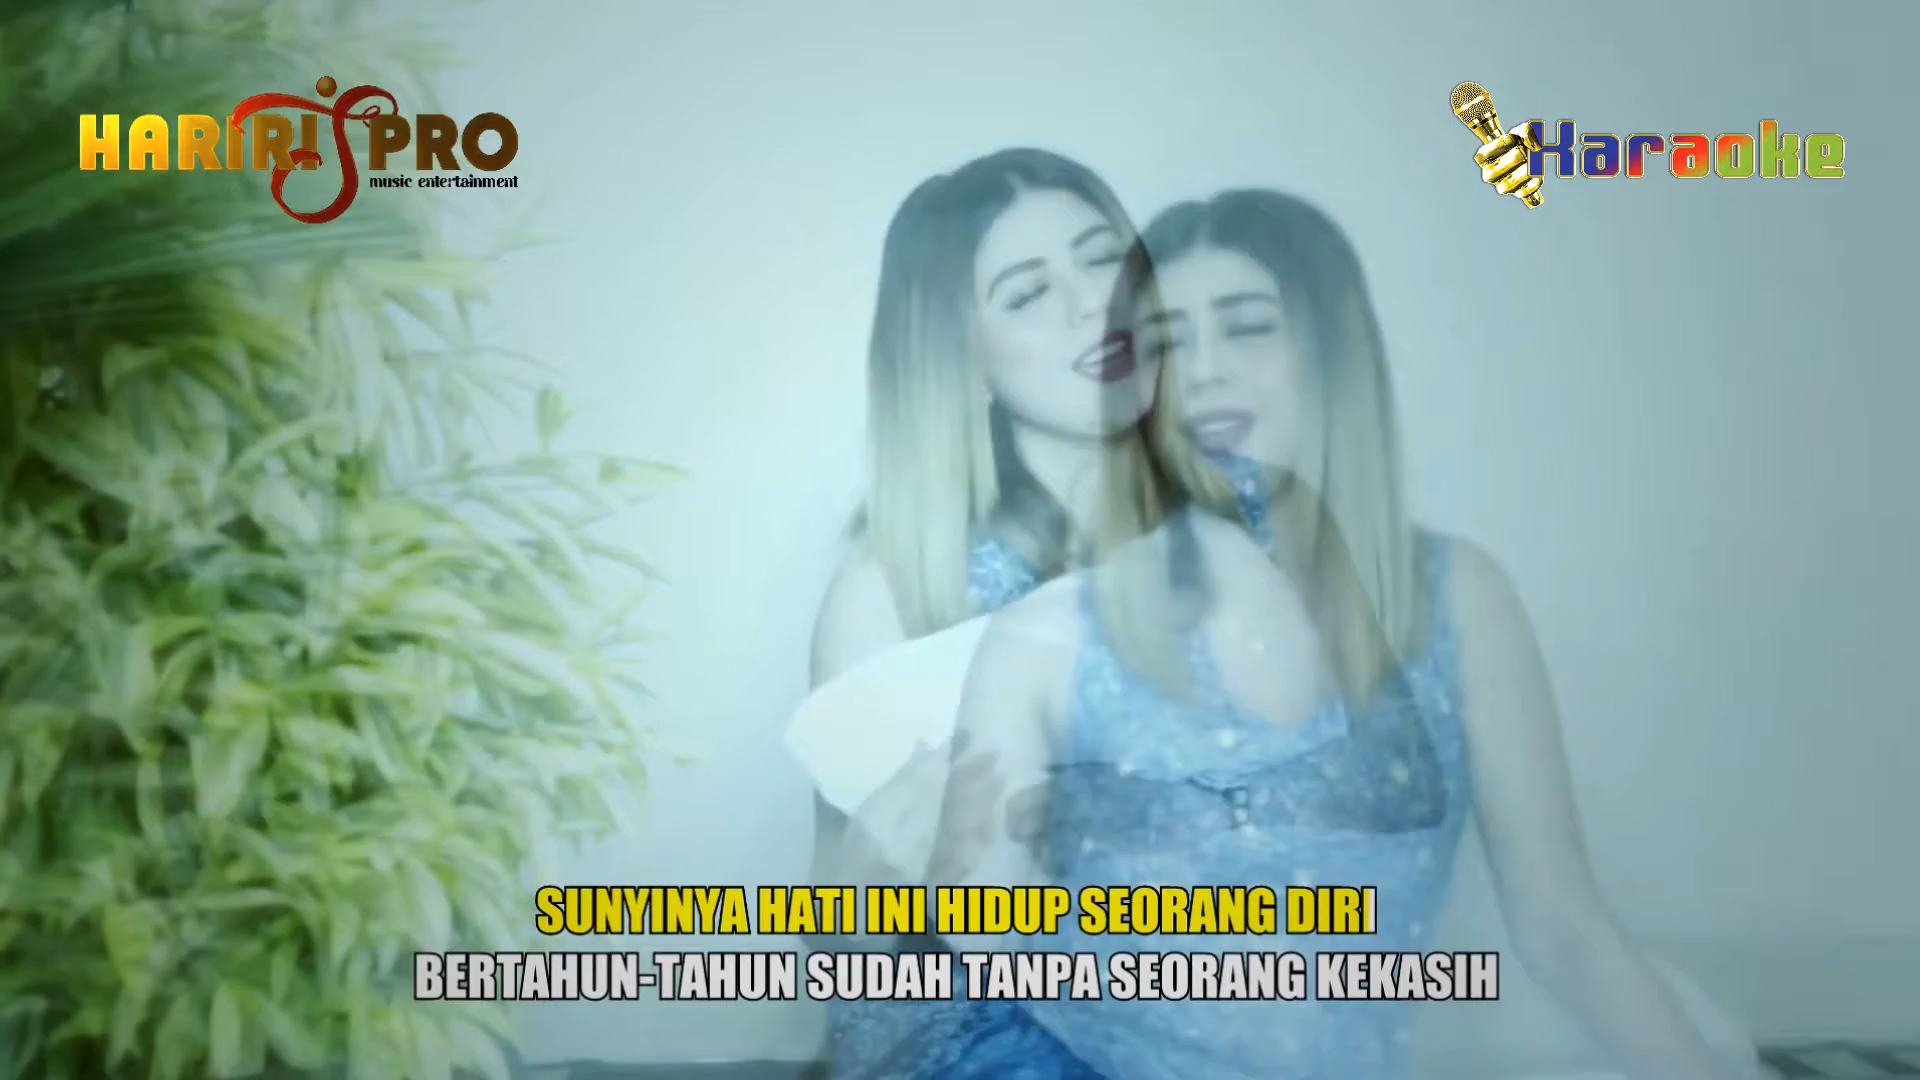 HARIRI PRO
music entertainment
Karaoke
SUNYINYA HATI INI HIDUP SEORANG DIRI
BERTAHUN-TAHUN SUDAH TANPA SEORANG KEKASIH